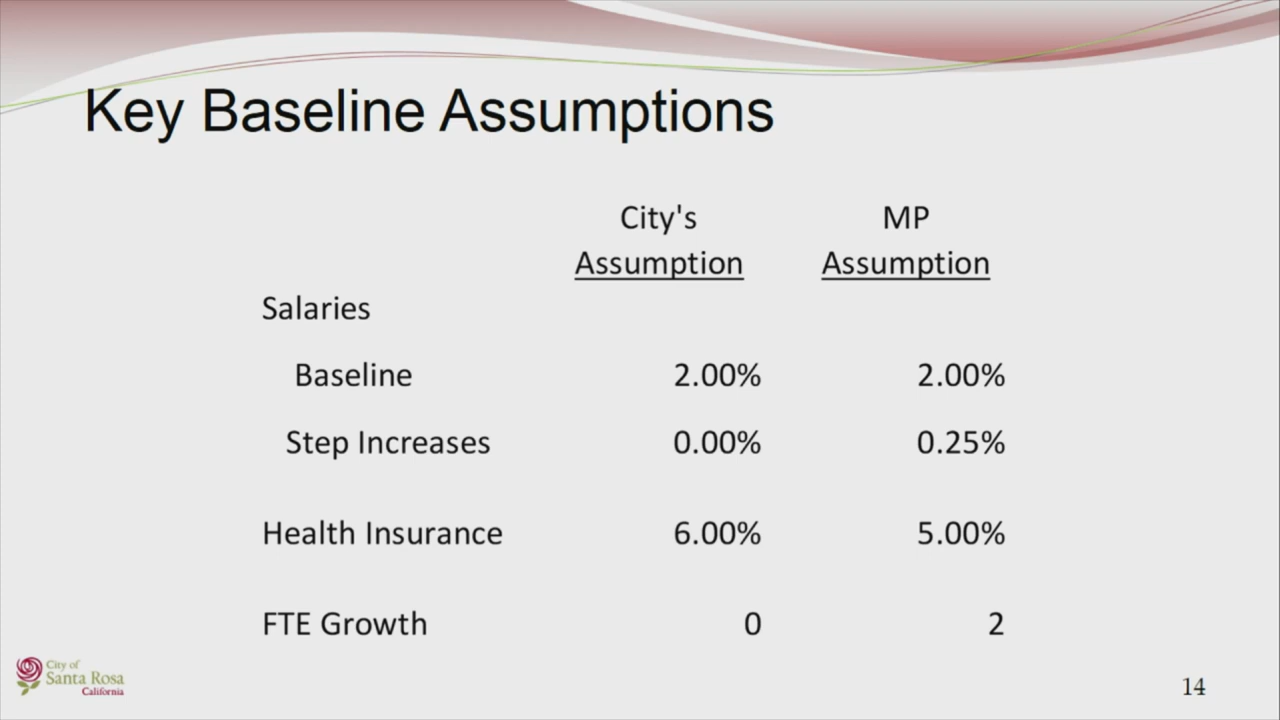 Key Baseline Assumptions
City's MP
Assumption Assumption
Salaries
Baseline 2.00% 2.00%
Step Increases 0.00% 0.25%
Health Insurance 6.00% 5.00%
FTE Growth 0 2
City of
Santa Rosa
California
14